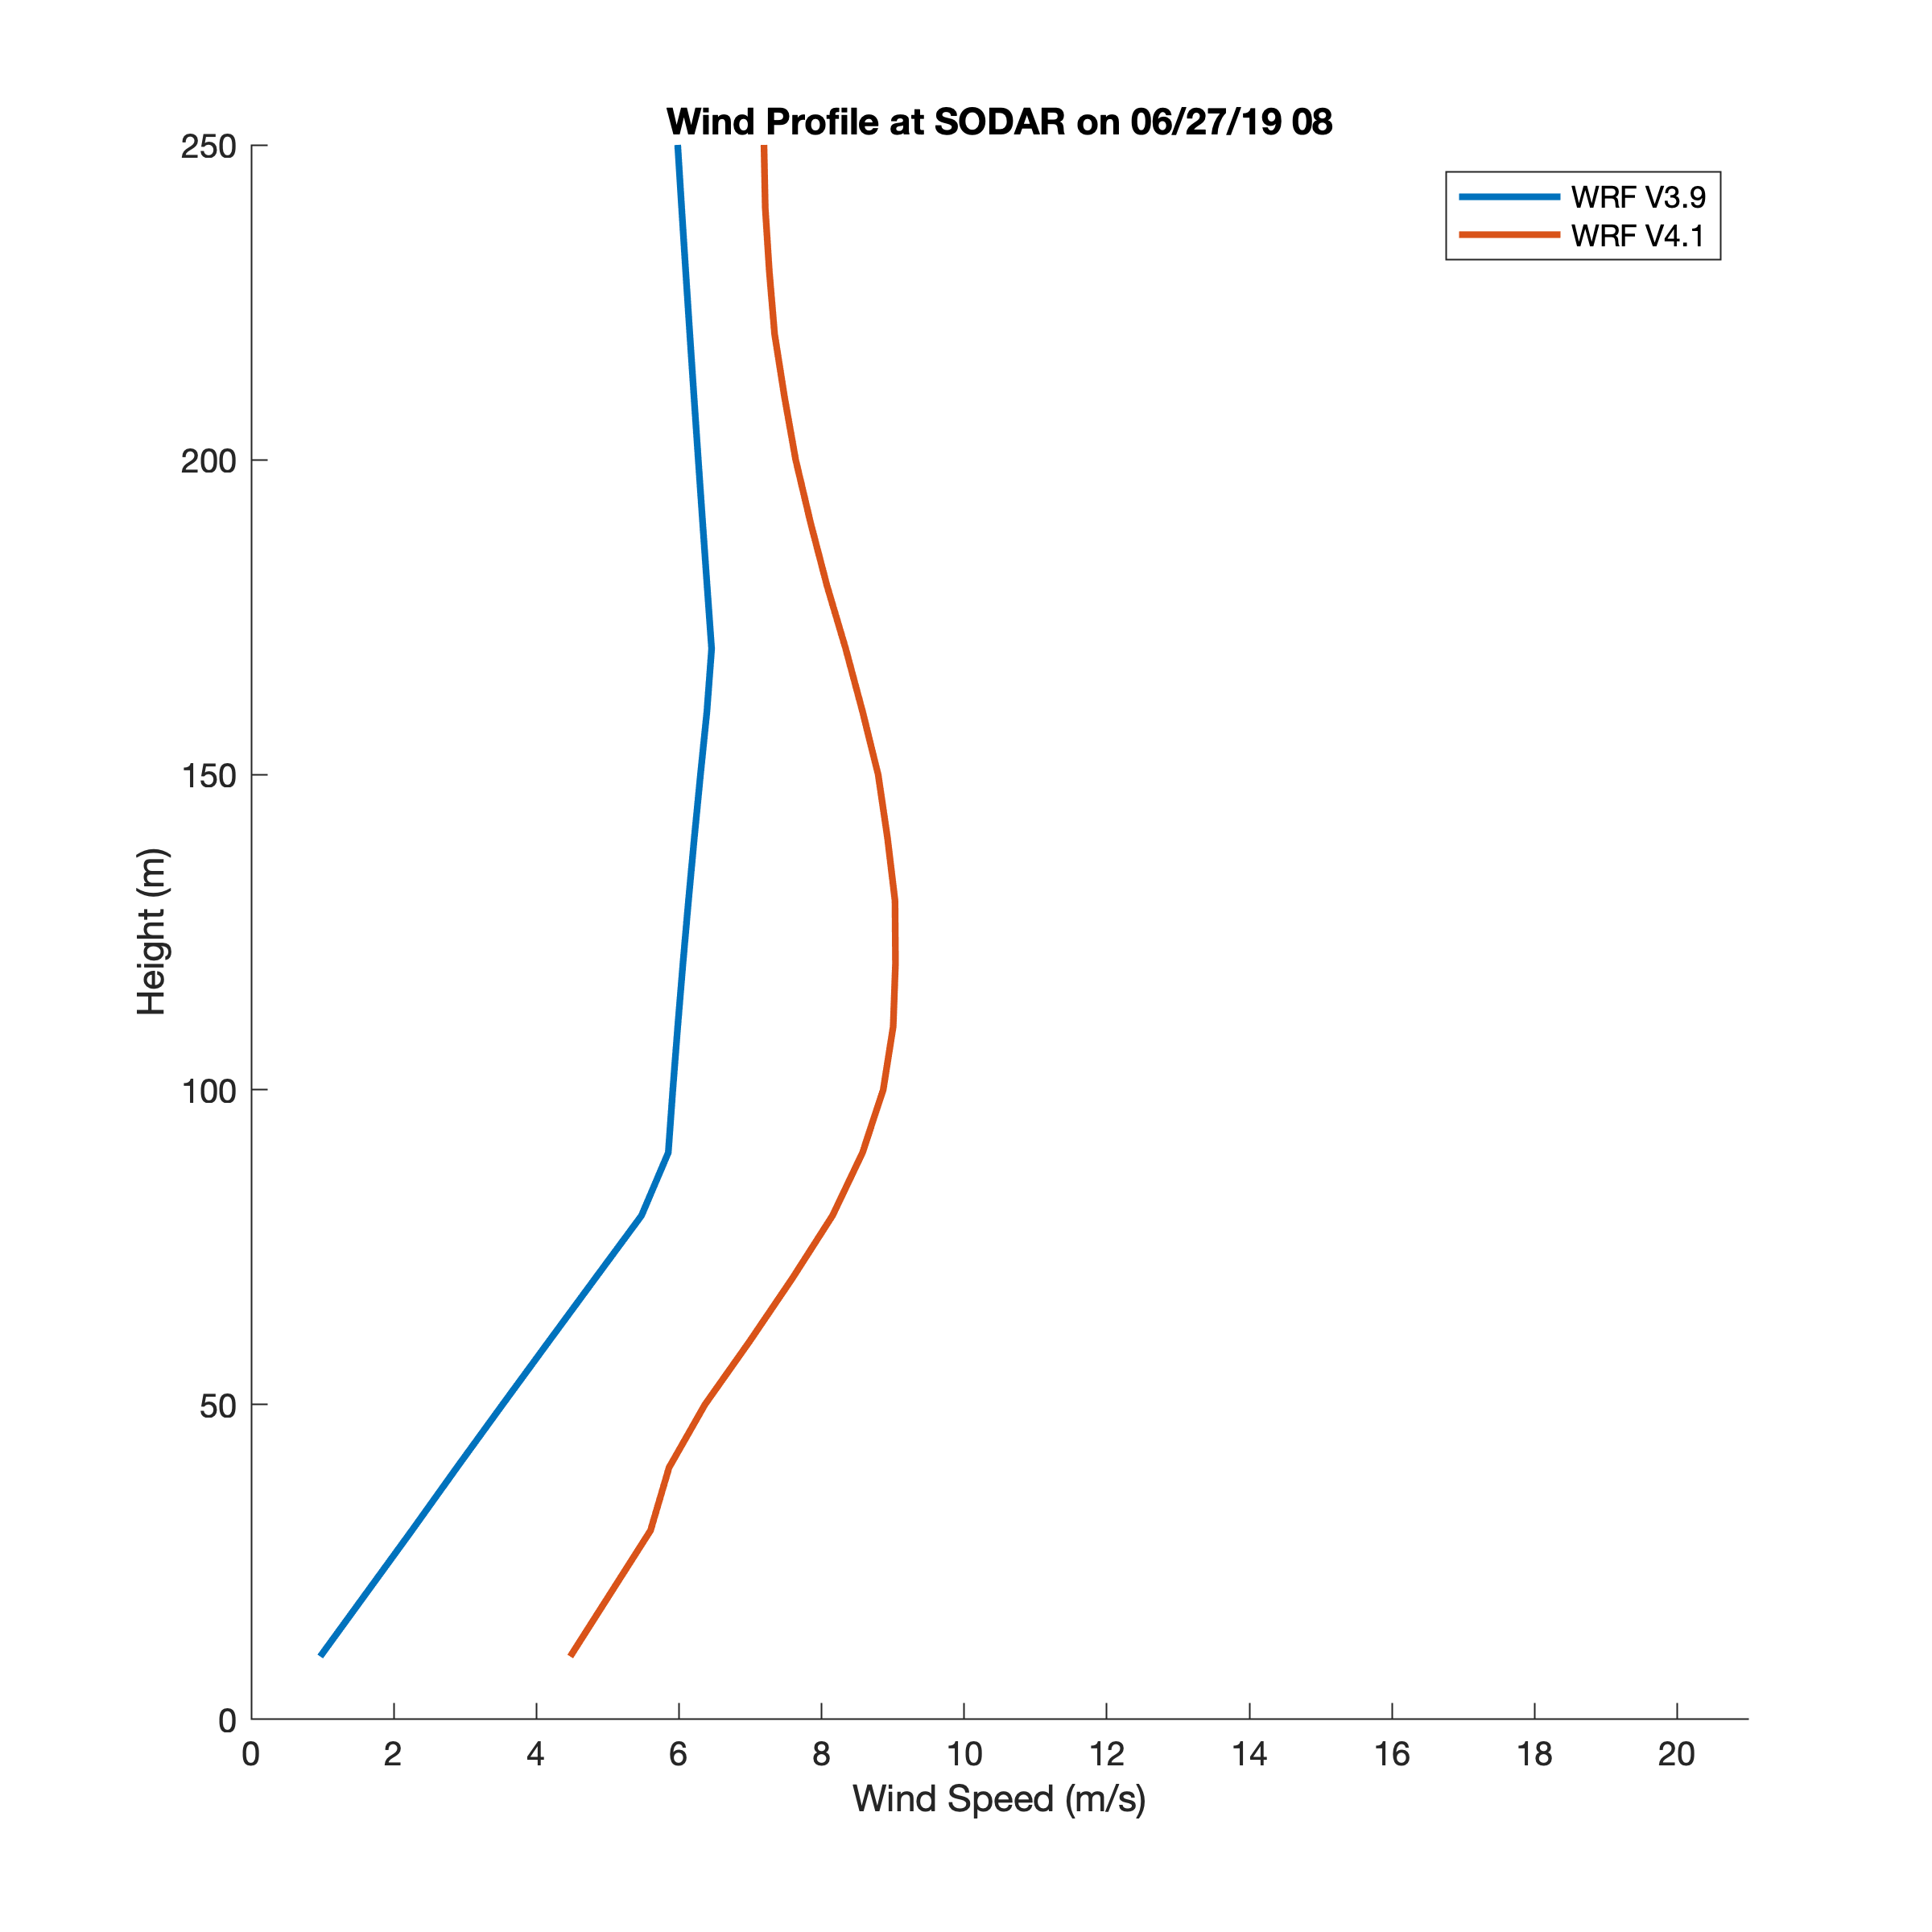 Wind Profile at SODAR on 06/27/19 08
WRF V3.9
WRF V4.1
250
200
150
100
50
0
Height (m)
0 2 4 6 8 10 12 14 16 18 20
Wind Speed (m/s)